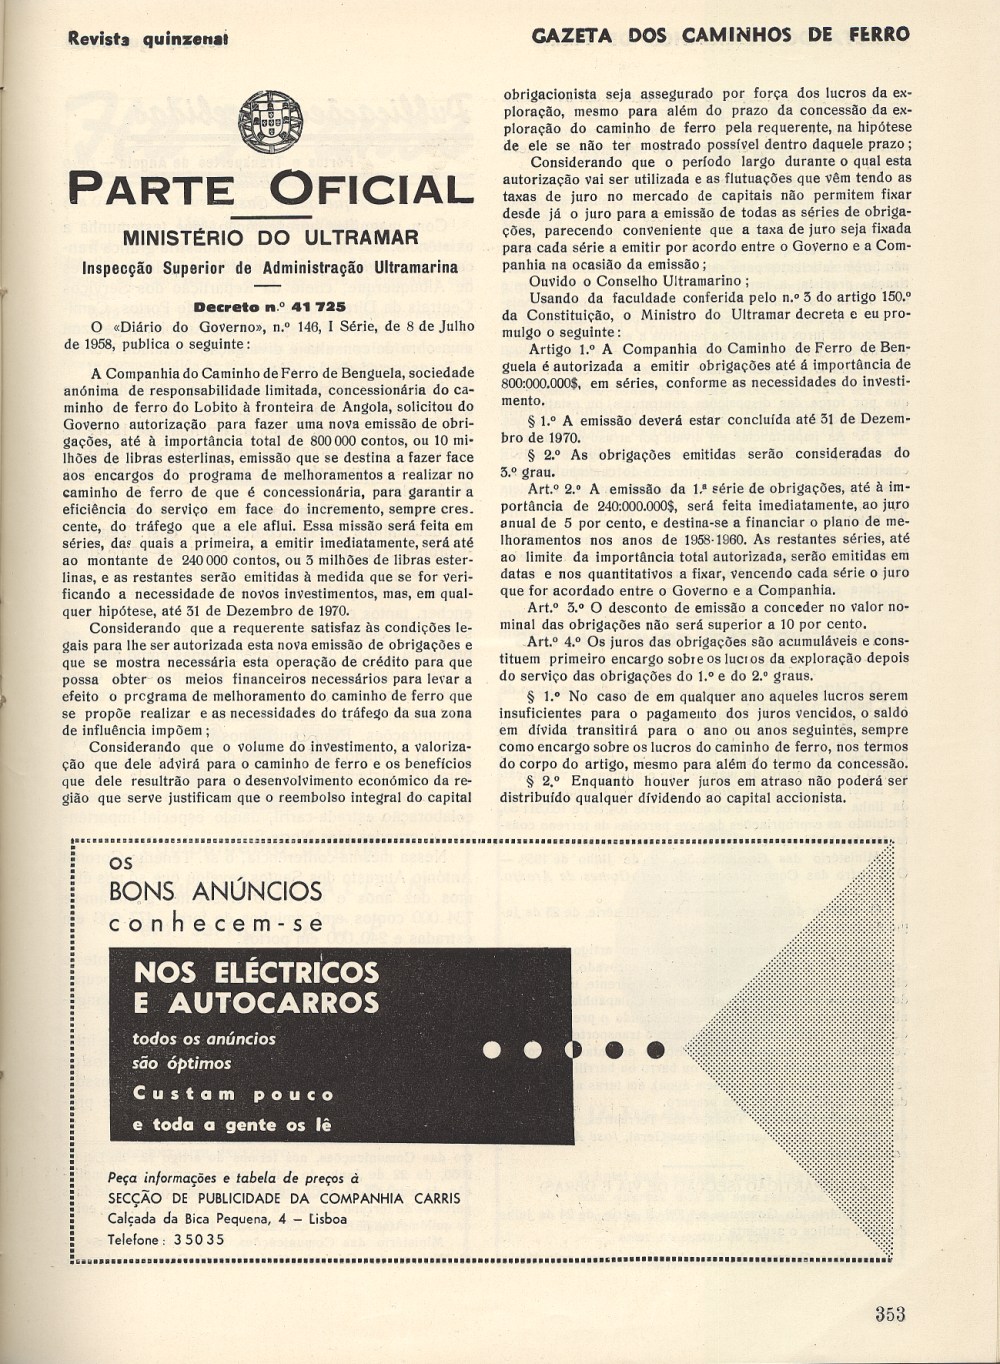 Revista quinzenal
GAZETA DOS CAMINHOS DE FERRO
PARTE OFICIAL
MINISTÉRIO DO ULTRAMAR
Inspecção Superior de Administração Ultramarina
Decreto n.º 41 725
O «Diário do Governo», n.º 146, I Série, de 8 de Julho
de 1958, publica o seguinte:
A Companhia do Caminho de Ferro de Benguela, sociedade
anónima de responsabilidade limitada, concessionária do ca-
minho de ferro do Lobito à fronteira de Angola, solicitou do
Governo autorização para fazer uma nova emissão de obri-
gações, até à importância total de 800 000 contos, ou 10 mi-
lhões de libras esterlinas, emissão que se destina a fazer face
aos encargos do programa de melhoramentos a realizar no
caminho de ferro de que é concessionária, para garantir a
eficiência do serviço em face do incremento, sempre cres.
cente, do tráfego que a ele aflui. Essa missão será feita em
séries, das quais a primeira, a emitir imediatamente, será até
ao montante de 240 000 contos, ou 3 milhões de libras ester-
linas, e as restantes serão emitidas à medida que se for veri-
ficando a necessidade de novos investimentos, mas, em qual-
quer hipótese, até 31 de Dezembro de 1970.
Considerando que a requerente satisfaz às condições le-
gais para lhe ser autorizada esta nova emissão de obrigações e
que se mostra necessária esta operação de crédito para que
possa obter os meios financeiros necessários para levar a
efeito o programa de melhoramento do caminho de ferro que
se propõe realizar e as necessidades do tráfego da sua zona
de influência impõem;
Considerando que o volume do investimento, a valoriza-
ção que dele advirá para o caminho de ferro e os benefícios
que dele resultrão para o desenvolvimento económico da re-
gião que serve justificam que o reembolso integral do capital
obrigacionista seja assegurado por força dos lucros da ex-
ploração, mesmo para além do prazo da concessão da ex-
ploração do caminho de ferro pela requerente, na hipótese
de ele se não ter mostrado possível dentro daquele prazo;
Considerando que o período largo durante o qual esta
autorização vai ser utilizada e as flutuações que vêm tendo as
taxas de juro no mercado de capitais não permitem fixar
desde já o juro para a emissão de todas as séries de obriga-
ções, parecendo conveniente que a taxa de juro seja fixada
para cada série a emitir por acordo entre o Governo e a Com-
panhia na ocasião da emissão;
Ouvido o Conselho Ultramarino;
Usando da faculdade conferida pelo n.º 3 do artigo 150.º
da Constituição, o Ministro do Ultramar decreta e eu pro-
mulgo o seguinte:
Artigo 1.º A Companhia do Caminho de Ferro de Ben-
guela é autorizada a emitir obrigações até á importância de
800:000.000$, em séries, conforme as necessidades do investi-
mento.
§ 1.º A emissão deverá estar concluída até 31 de Dezem-
bro de 1970.
§ 2.º As obrigações emitidas serão consideradas do
3.º grau.
Art.º 2.º A emissão da 1.ª série de obrigações, até à im-
portância de 240:000.000$, será feita imediatamente, ao juro
anual de 5 por cento, e destina-se a financiar o plano de me-
lhoramentos nos anos de 1958-1960. As restantes séries, até
ao limite da importância total autorizada, serão emitidas em
datas e nos quantitativos a fixar, vencendo cada série o juro
que for acordado entre o Governo e a Companhia.
Art.º 3.º O desconto de emissão a conceder no valor no-
minal das obrigações não será superior a 10 por cento.
Art.º 4.º Os juros das obrigações são acumuláveis e cons-
tituem primeiro encargo sobre os lucros da exploração depois
do serviço das obrigações do 1.º e do 2.º graus.
§ 1.º No caso de em qualquer ano aqueles lucros serem
insuficientes para o pagamento dos juros vencidos, o saldo
em dívida transitirá para o ano ou anos seguintes, sempre
como encargo sobre os lucros do caminho de ferro, nos termos
do corpo do artigo, mesmo para além do termo da concessão.
§ 2.º Enquanto houver juros em atraso não poderá ser
distribuído qualquer dívidendo ao capital accionista.
OS
BONS ANÚNCIOS
conhecem-se
NOS ELÉCTRICOS
E AUTOCARROS
todos os anúncios
são óptimos
Custam pouco
e toda a gente os lê
Peça informações e tabela de preços à
SECÇÃO DE PUBLICIDADE DA COMPANHIA CARRIS
Calçada da Bica Pequena, 4 — Lisboa
Telefone: 35035
353